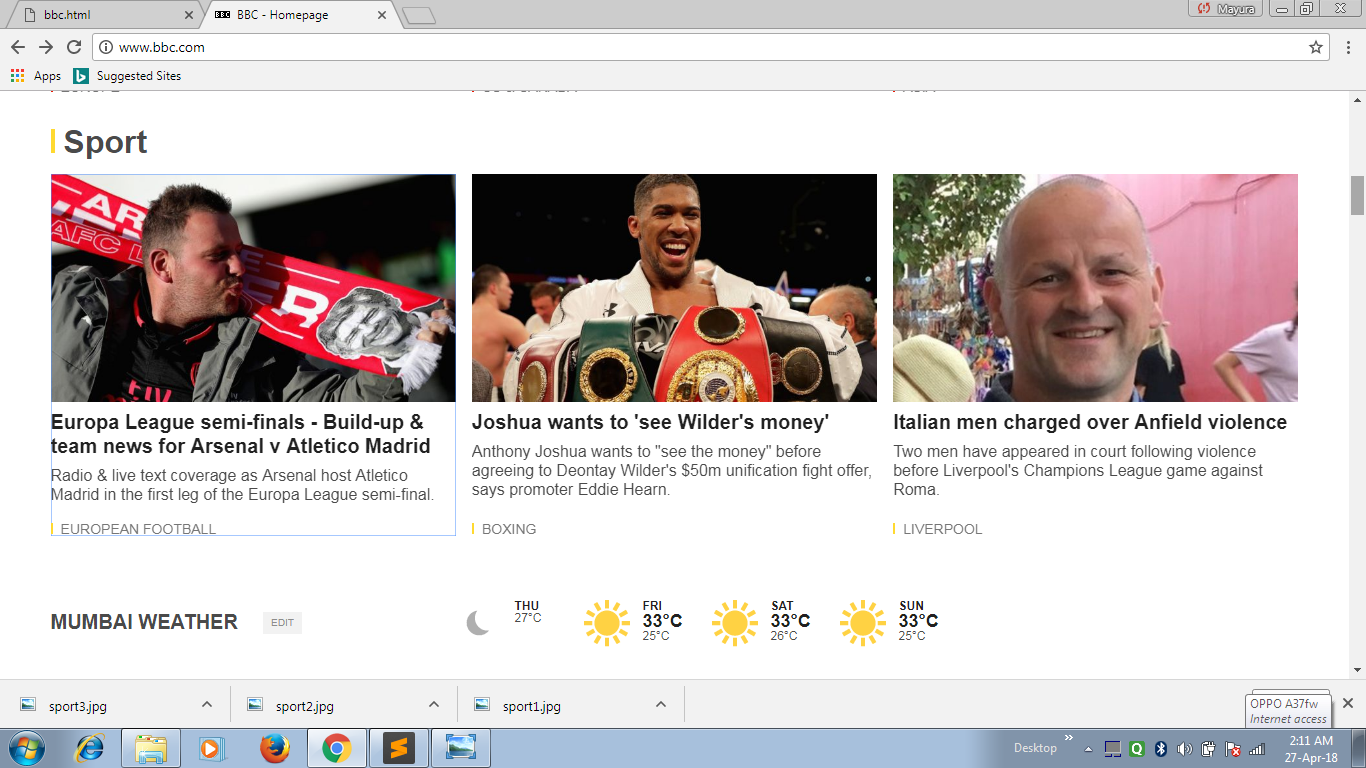 bbc.html
BBC - Homepage
Mayura
www.bbc.com
Apps
Suggested Sites
Sport
AFC
Europa League semi-finals - Build-up &
team news for Arsenal v Atletico Madrid
Radio & live text coverage as Arsenal host Atletico
Madrid in the first leg of the Europa League semi-final.
EUROPEAN FOOTBALL
Joshua wants to 'see Wilder's money'
Anthony Joshua wants to "see the money" before
agreeing to Deontay Wilder's $50m unification fight offer,
says promoter Eddie Hearn.
BOXING
Italian men charged over Anfield violence
Two men have appeared in court following violence
before Liverpool's Champions League game against
Roma.
LIVERPOOL
MUMBAI WEATHER
EDIT
THU
27°C
FRI
33°C
25°C
SAT
33°C
26°C
SUN
33°C
25°C
sport3.jpg
sport2.jpg
sport1.jpg
OPPO A37fw
Internet access
Desktop
2:11 AM
27-Apr-18